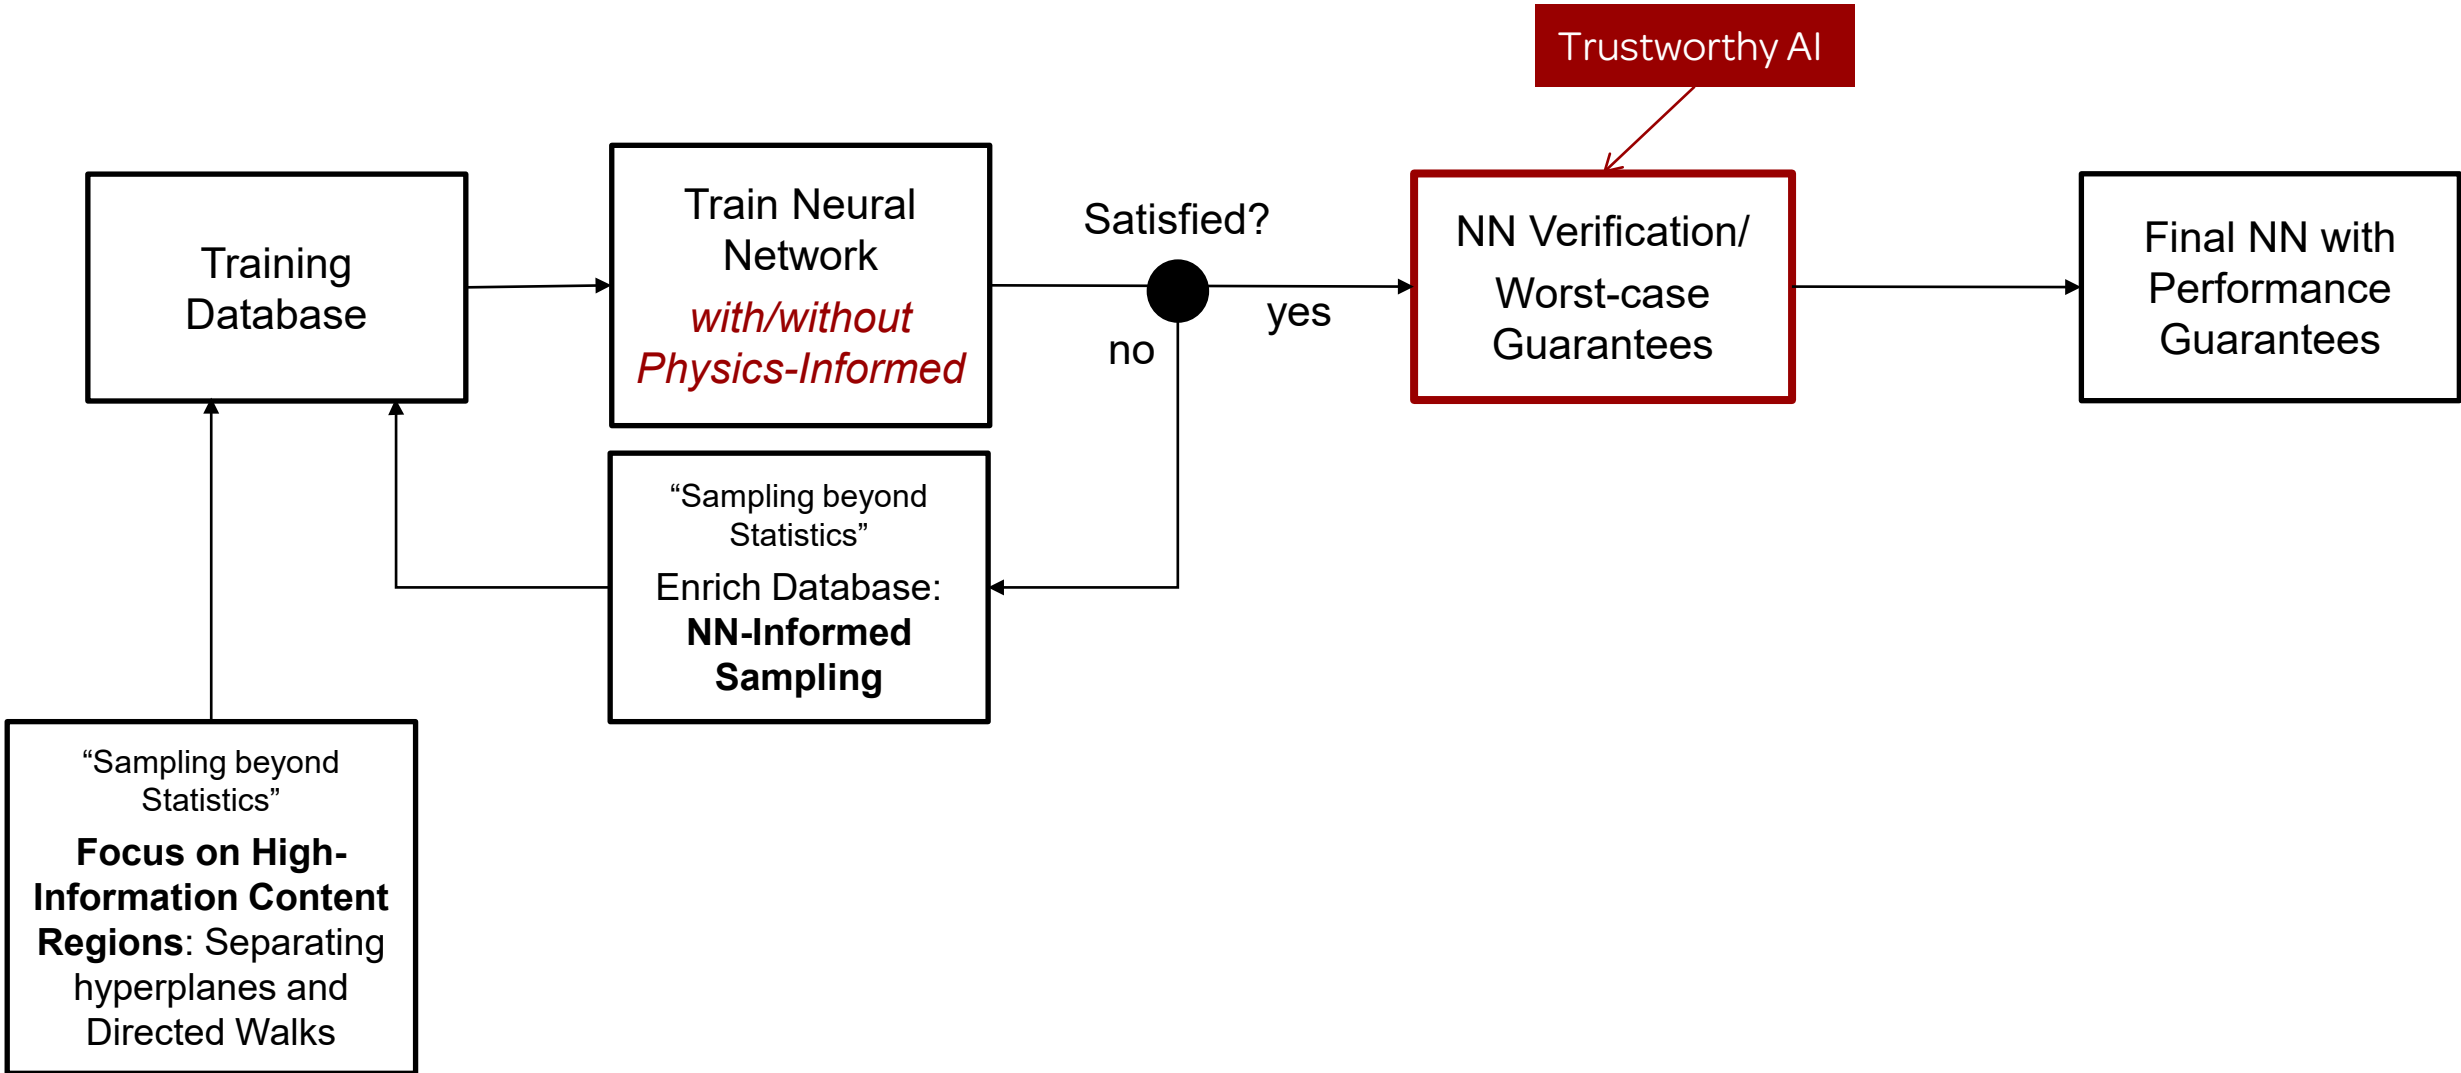 Trustworthy AI
Training
Database
Train Neural
Network
with/without
Physics-Informed
Satisfied?
yes
no
NN Verification/
Worst-case
Guarantees
Final NN with
Performance
Guarantees
“Sampling beyond
Statistics”
Enrich Database:
NN-Informed
Sampling
“Sampling beyond
Statistics”
Focus on High-
Information Content
Regions: Separating
hyperplanes and
Directed Walks